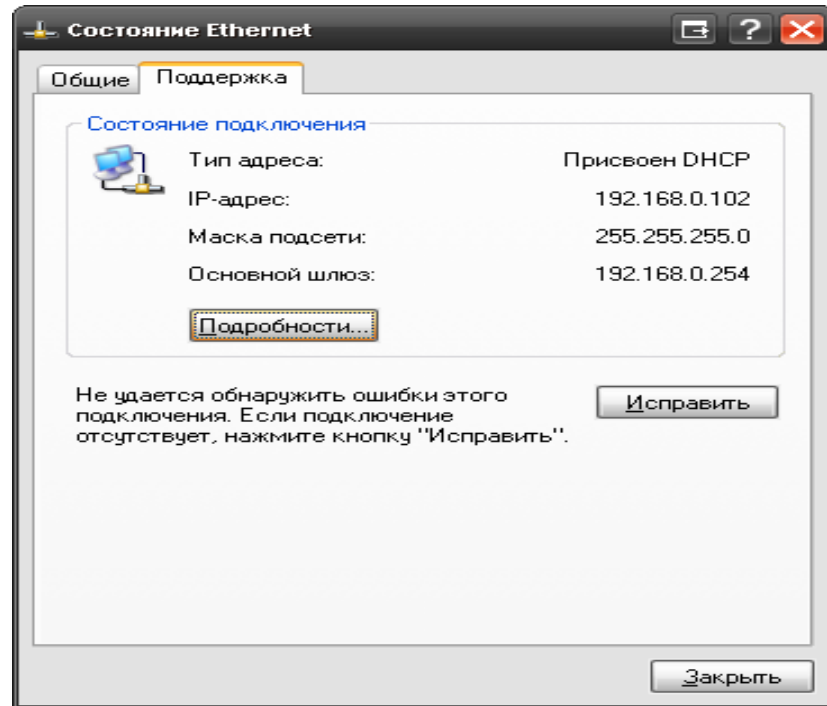 Состояние Ethernet
Общие
Поддержка
Состояние подключения
Тип адреса: Присвоен DHCP
IP-адрес: 192.168.0.102
Маска подсети: 255.255.255.0
Основной шлюз: 192.168.0.254
Подробности...
Не удается обнаружить ошибки этого
подключения. Если подключение
отсутствует, нажмите кнопку "Исправить".
Исправить
Закрыть